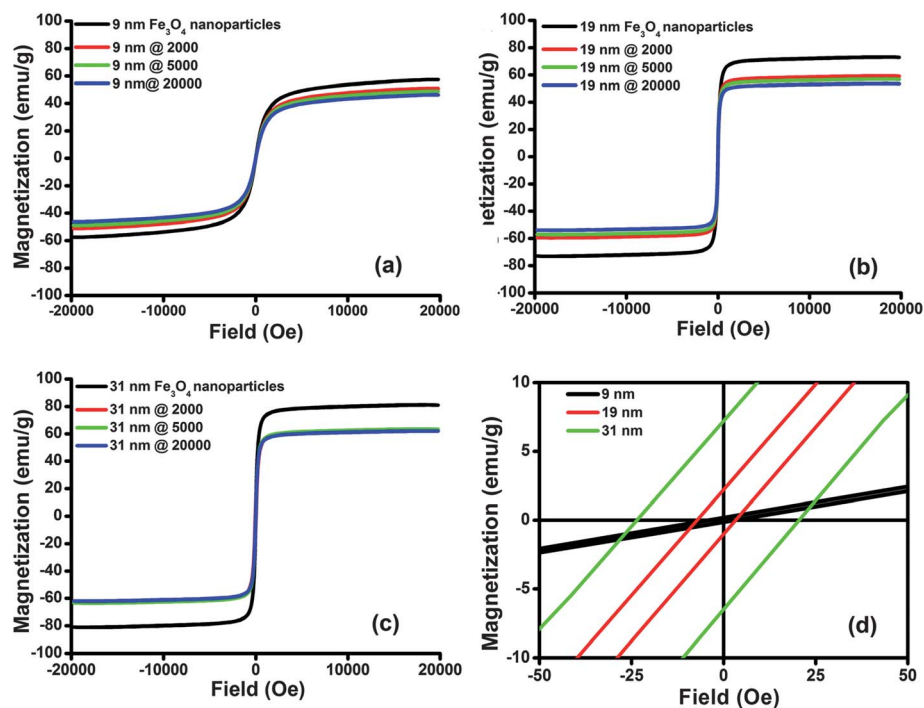 9 nm Fe₃O₄ nanoparticles
9 nm @ 2000
9 nm @ 5000
9 nm@ 20000
100
80
60
40
20
0
-20
-40
-60
-80
-100
Magnetization (emu/g)
(a)
-20000 -10000 0 10000 20000
Field (Oe)
19 nm Fe₃O₄ nanoparticles
19 nm @ 2000
19 nm @ 5000
19 nm @ 20000
100
80
60
40
20
0
-20
-40
-60
-80
-100
netization (emu/g)
(b)
-20000 -10000 0 10000 20000
Field (Oe)
31 nm Fe₃O₄ nanoparticles
31 nm @ 2000
31 nm @ 5000
31 nm @ 20000
100
80
60
40
20
0
-20
-40
-60
-80
-100
Magnetization (emu/g)
(c)
-20000 -10000 0 10000 20000
Field (Oe)
9 nm
19 nm
31 nm
10
5
0
-5
-10
Magnetization (emu/g)
(d)
-50 -25 0 25 50
Field (Oe)